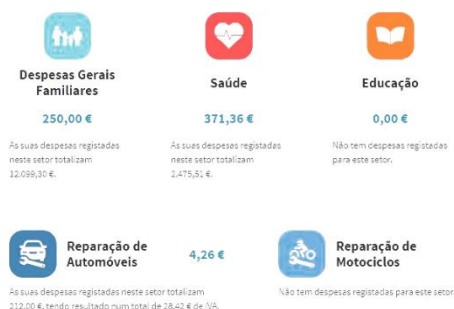 Despesas Gerais
Familiares
250,00 €
As suas despesas registadas
neste setor totalizam
12.099,30 €.
Saúde
371,36 €
As suas despesas registadas
neste setor totalizam
2.475,51 €.
Educação
0,00 €
Não tem despesas registadas
para este setor.
Reparação de
Automóveis
4,26 €
As suas despesas registadas neste setor totalizam
212,00 €, tendo resultado num total de 28,42 € de IVA.
Reparação de
Motociclos
Não tem despesas registadas para este setor